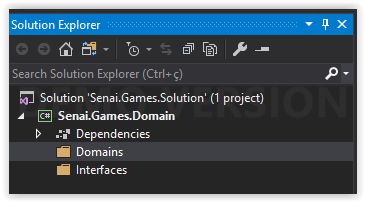 Solution Explorer
Search Solution Explorer (Ctrl+ç)
Solution 'Senai.Games.Solution' (1 project)
C# Senai.Games.Domain
Dependencies
Domains
Interfaces